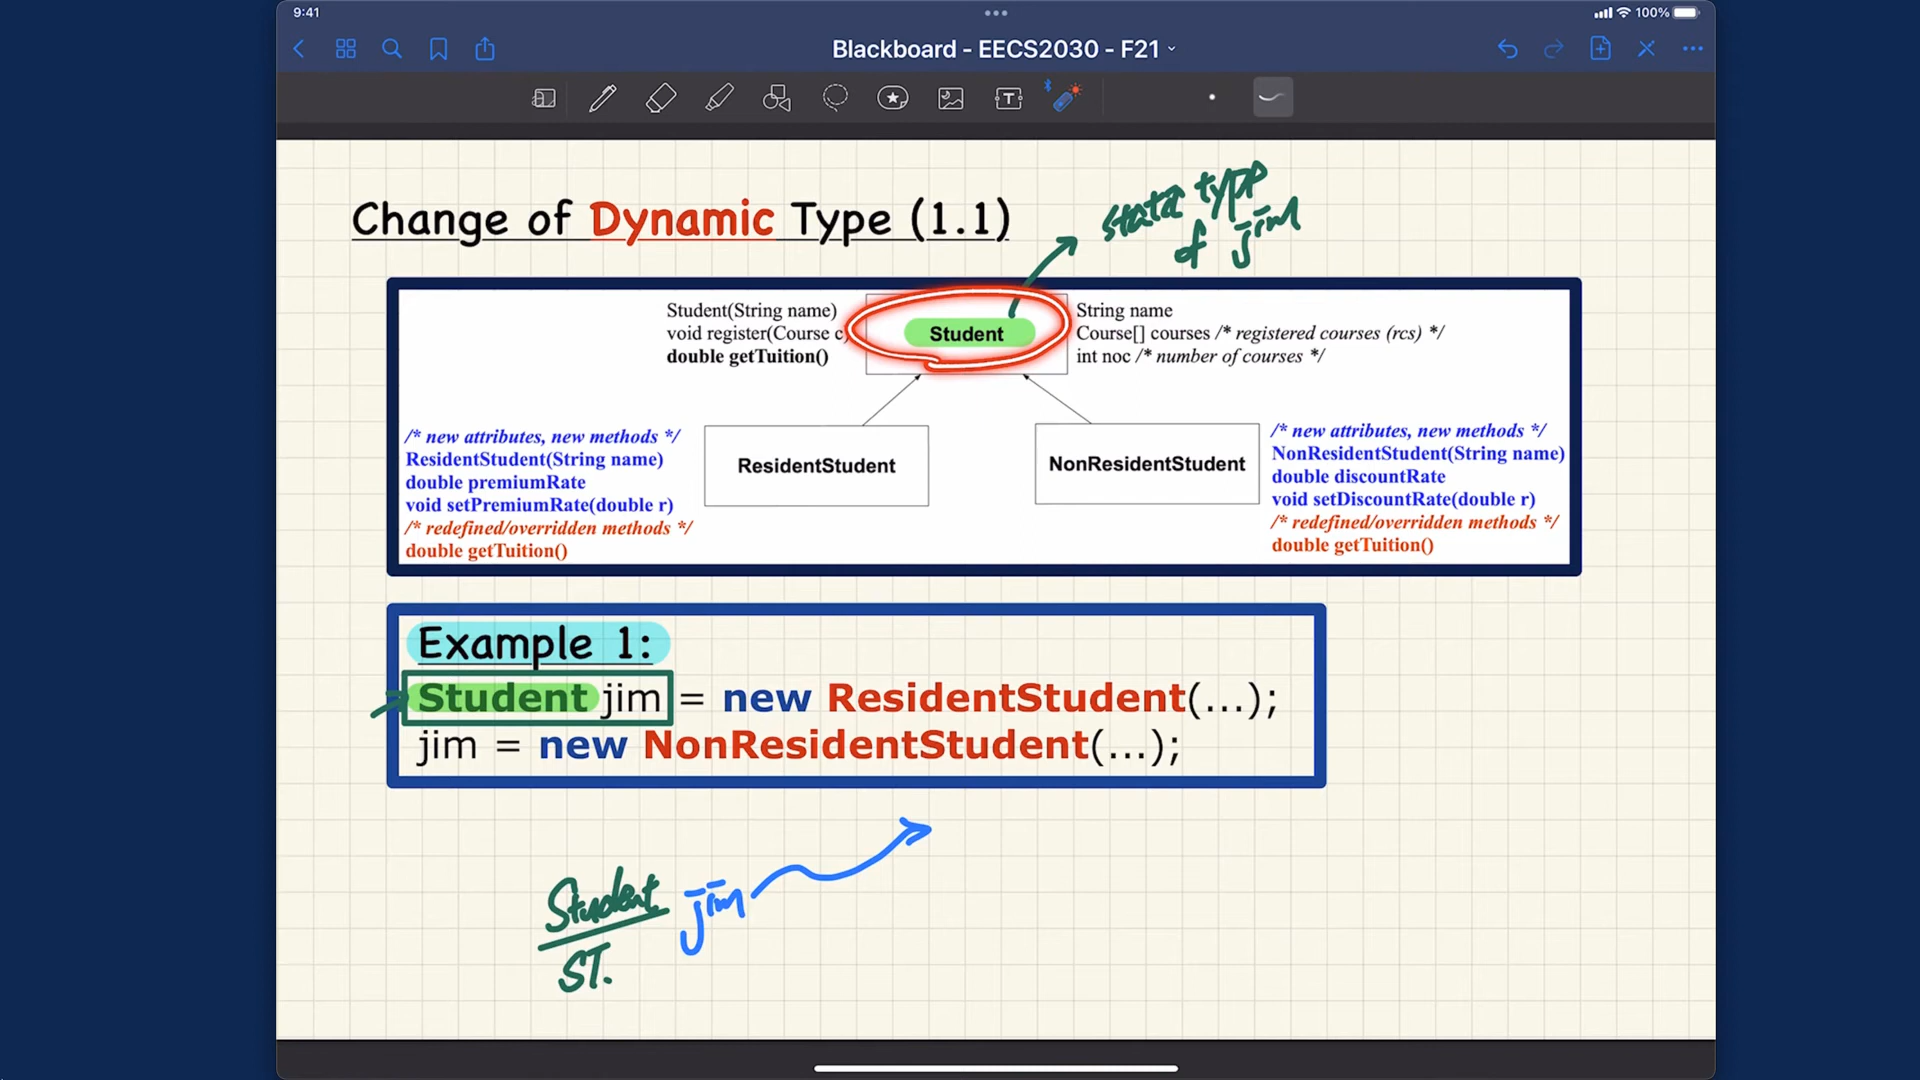 9:41
100%
Blackboard - EECS2030 - F21
Change of Dynamic Type (1.1)
static type
of jim
Student(String name)
void register(Course c)
double getTuition()
Student
String name
Course[] courses /* registered courses (rcs) */
int noc /* number of courses */
/* new attributes, new methods */
ResidentStudent(String name)
double premiumRate
void setPremiumRate(double r)
/* redefined/overridden methods */
double getTuition()
ResidentStudent
NonResidentStudent
/* new attributes, new methods */
NonResidentStudent(String name)
double discountRate
void setDiscountRate(double r)
/* redefined/overridden methods */
double getTuition()
Example 1:
Student jim = new ResidentStudent(...);
jim = new NonResidentStudent(...);
Student jim
ST.